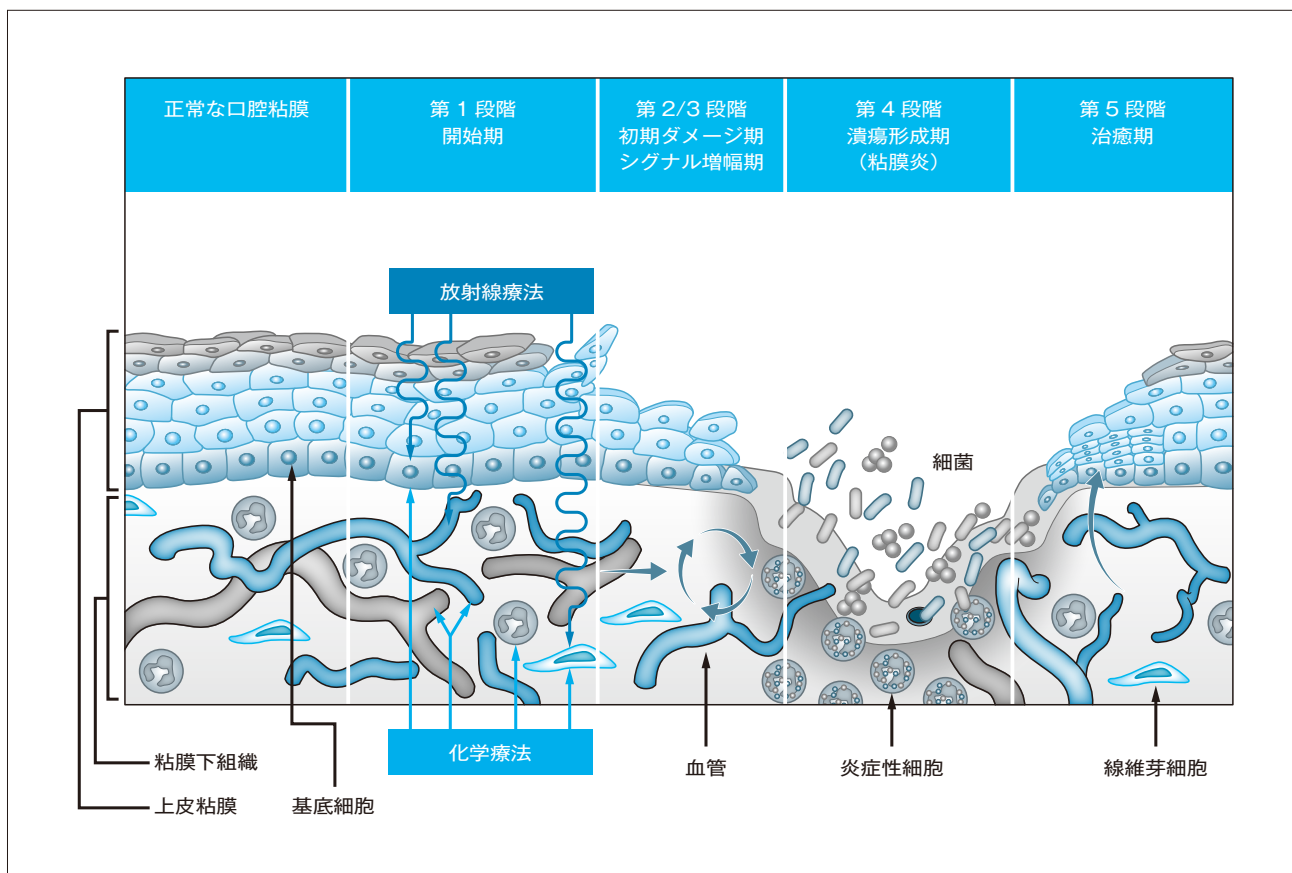 正常な口腔粘膜
第 1 段階
開始期
第 2/3 段階
初期ダメージ期
シグナル増幅期
第 4 段階
潰瘍形成期
（粘膜炎）
第 5 段階
治癒期
放射線療法
細菌
化学療法
粘膜下組織
上皮粘膜
基底細胞
血管
炎症性細胞
線維芽細胞